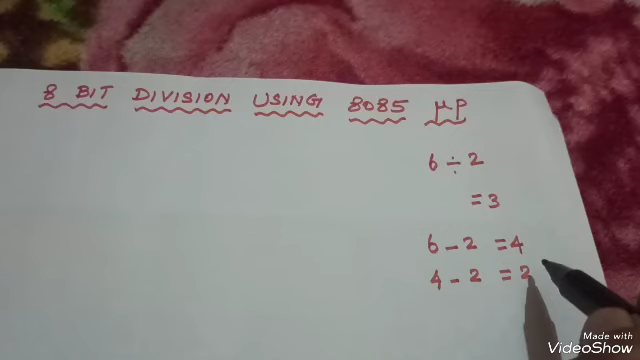 8 BIT DIVISION USING 8085 μP
6 ÷ 2
= 3
6 - 2 = 4
4 - 2 = 2
Made with
VideoShow